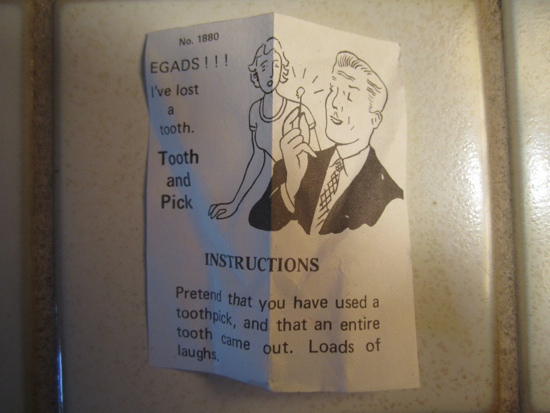 No. 1880
EGADS!!!
I've lost
a
tooth.
Tooth
and
Pick
INSTRUCTIONS
Pretend that you have used a
toothpick, and that an entire
tooth came out. Loads of
laughs.